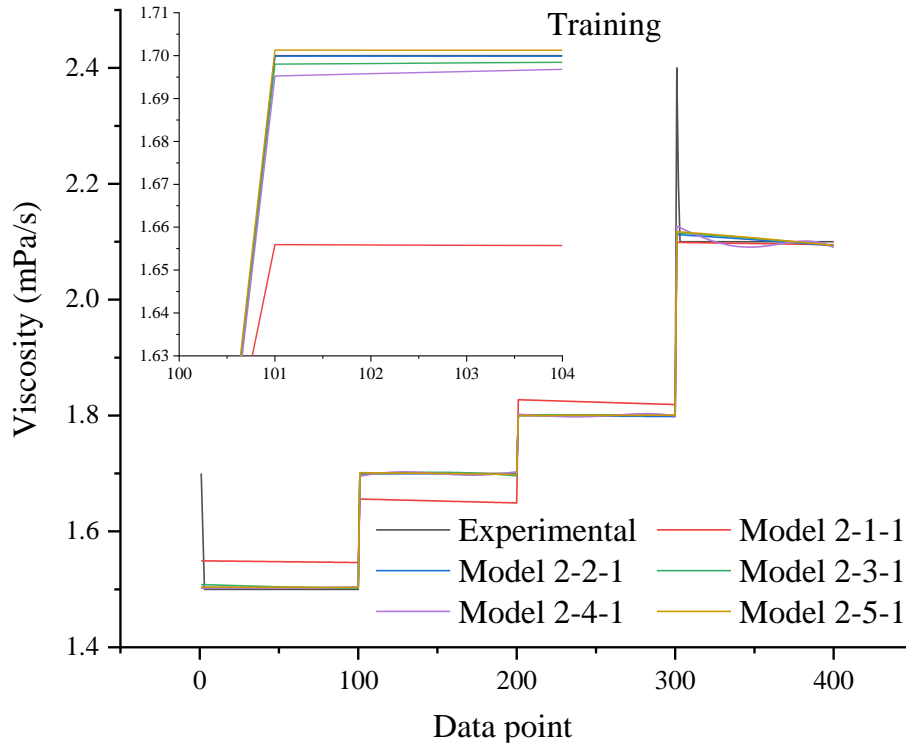 Training
1.71
1.70
1.69
1.68
1.67
1.66
1.65
1.64
1.63
100 101 102 103 104
2.4
2.2
2.0
1.8
1.6
1.4
Viscosity (mPa/s)
Experimental Model 2-1-1
Model 2-2-1 Model 2-3-1
Model 2-4-1 Model 2-5-1
0 100 200 300 400
Data point